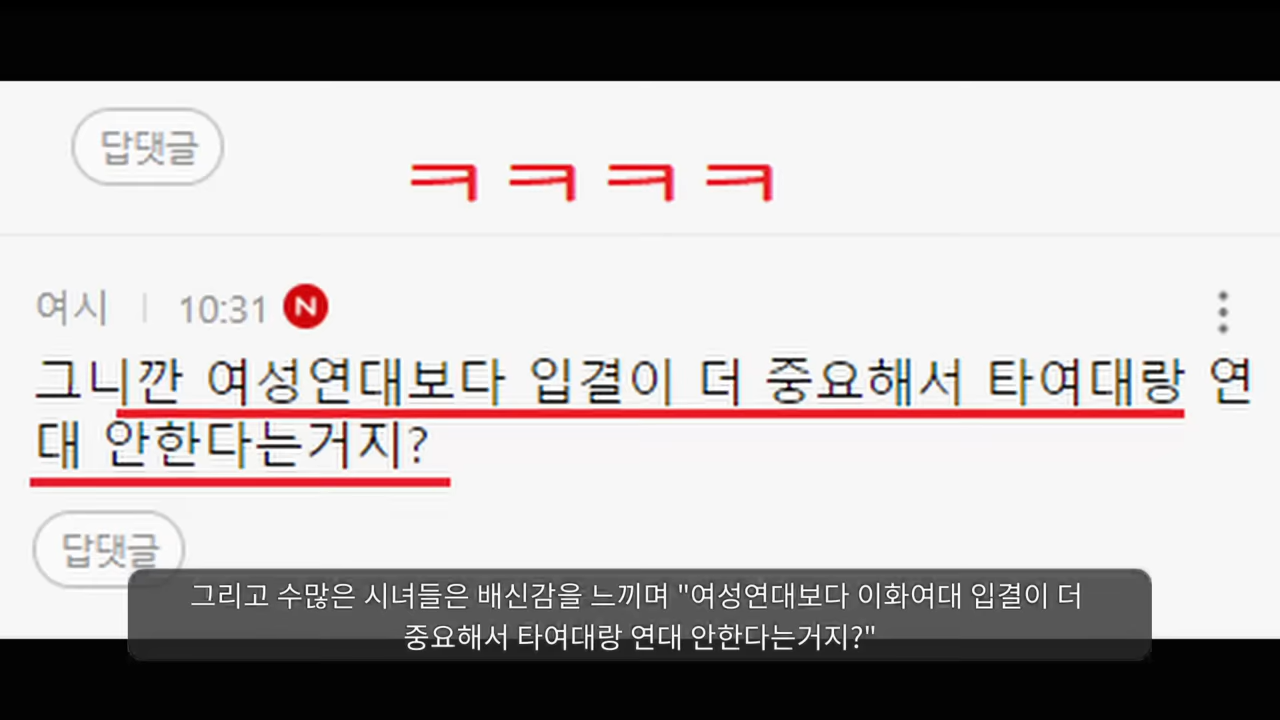 답댓글
ㅋㅋㅋㅋ
여시 | 10:31 N
그니깐 여성연대보다 입결이 더 중요해서 타여대랑 연
대 안한다는거지?
답댓글
그리고 수많은 시녀들은 배신감을 느끼며 "여성연대보다 이화여대 입결이 더
중요해서 타여대랑 연대 안한다는거지?"